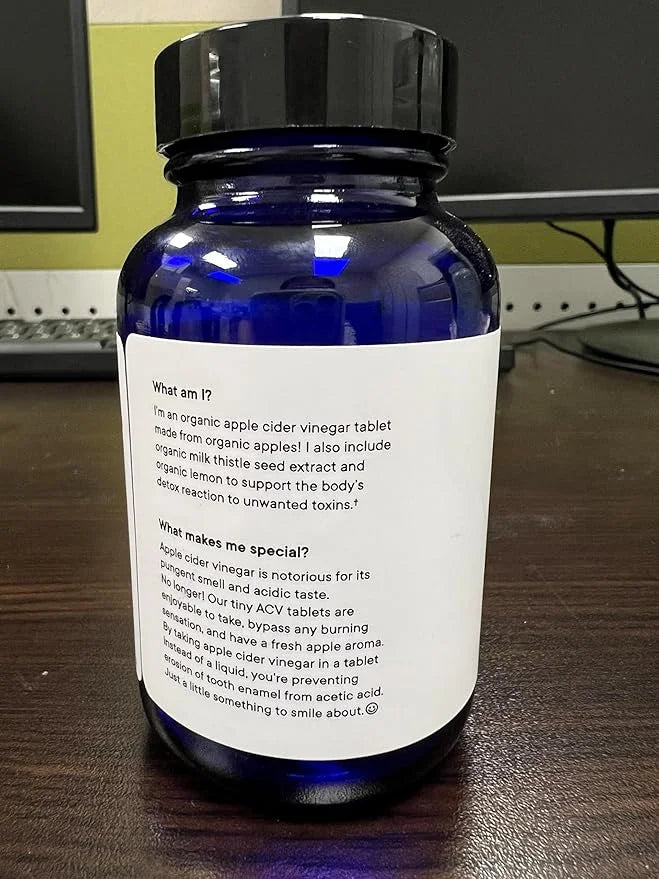 What am I?
I'm an organic apple cider vinegar tablet
made from organic apples! I also include
organic milk thistle seed extract and
organic lemon to support the body's
detox reaction to unwanted toxins.†
What makes me special?
Apple cider vinegar is notorious for its
pungent smell and acidic taste.
No longer! Our tiny ACV tablets are
enjoyable to take, bypass any burning
sensation, and have a fresh apple aroma.
By taking apple cider vinegar in a tablet
instead of a liquid, you're preventing
erosion of tooth enamel from acetic acid.
Just a little something to smile about.☺